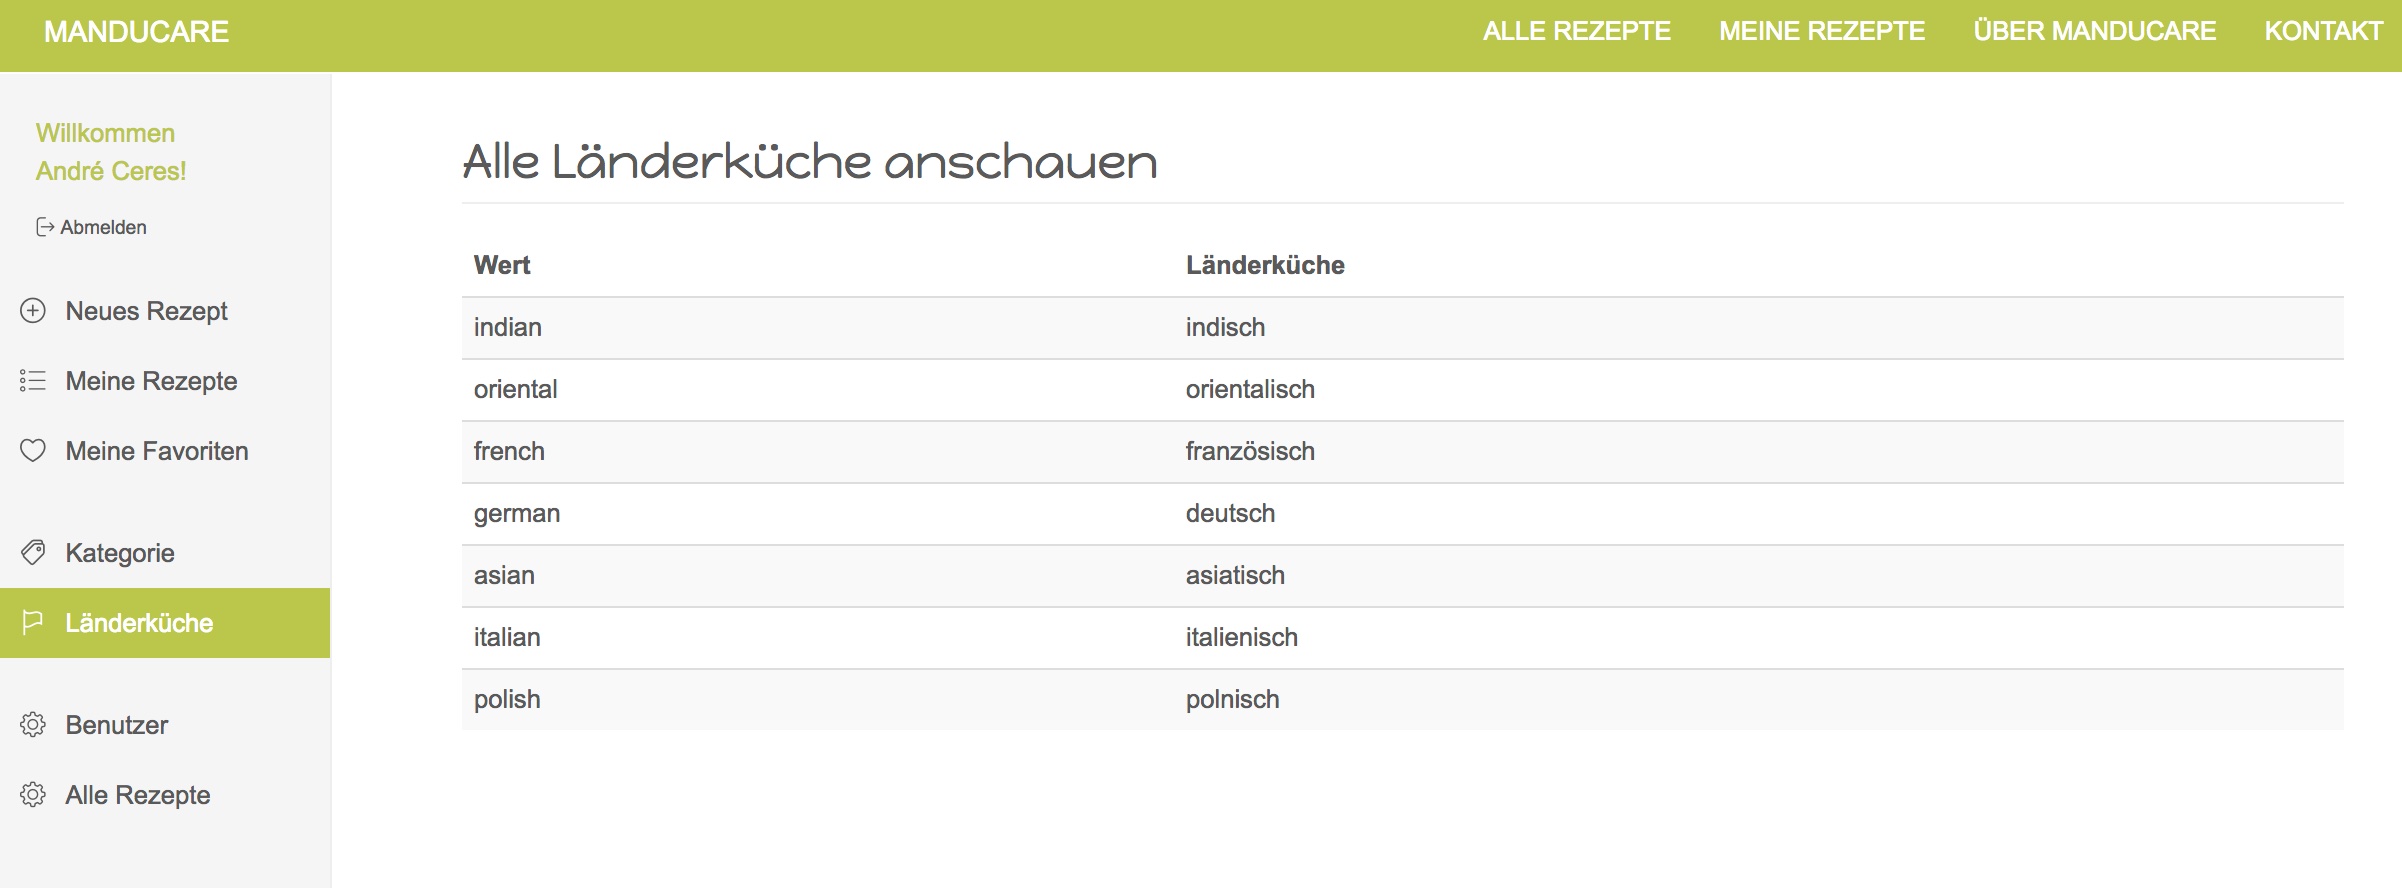 MANDUCARE
ALLE REZEPTE MEINE REZEPTE ÜBER MANDUCARE KONTAKT
Willkommen
André Ceres!
Abmelden
Neues Rezept
Meine Rezepte
Meine Favoriten
Kategorie
Länderküche
Benutzer
Alle Rezepte
Alle Länderküche anschauen
Wert Länderküche
indian indisch
oriental orientalisch
french französisch
german deutsch
asian asiatisch
italian italienisch
polish polnisch